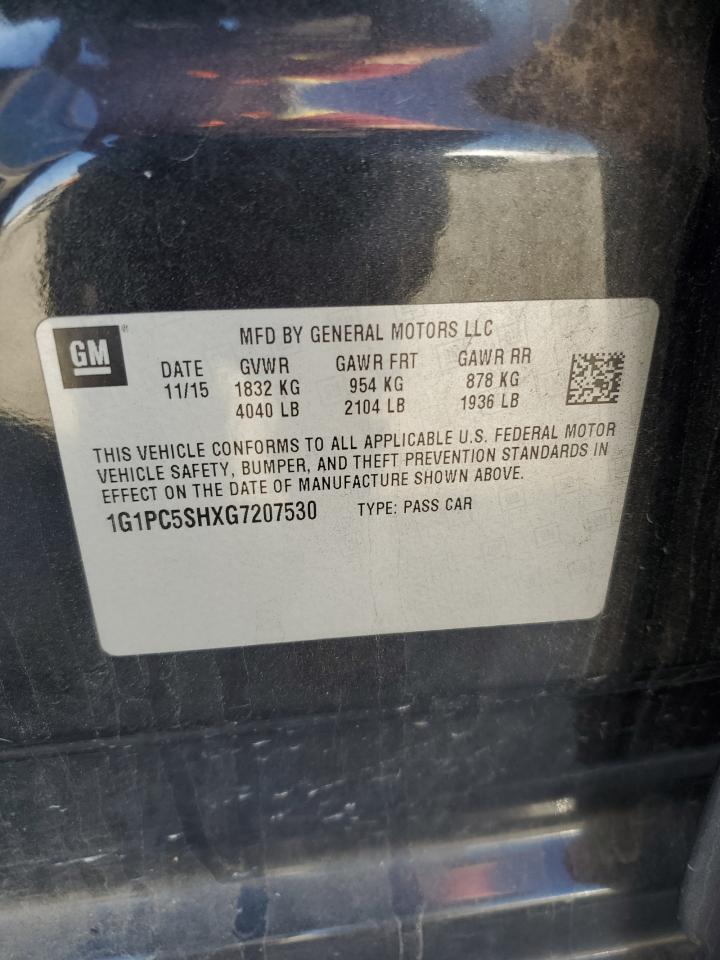 GM®
MFD BY GENERAL MOTORS LLC
DATE GVWR GAWR FRT GAWR RR
11/15 1832 KG 954 KG 878 KG
4040 LB 2104 LB 1936 LB
THIS VEHICLE CONFORMS TO ALL APPLICABLE U.S. FEDERAL MOTOR
VEHICLE SAFETY, BUMPER, AND THEFT PREVENTION STANDARDS IN
EFFECT ON THE DATE OF MANUFACTURE SHOWN ABOVE.
1G1PC5SHXG7207530 TYPE: PASS CAR